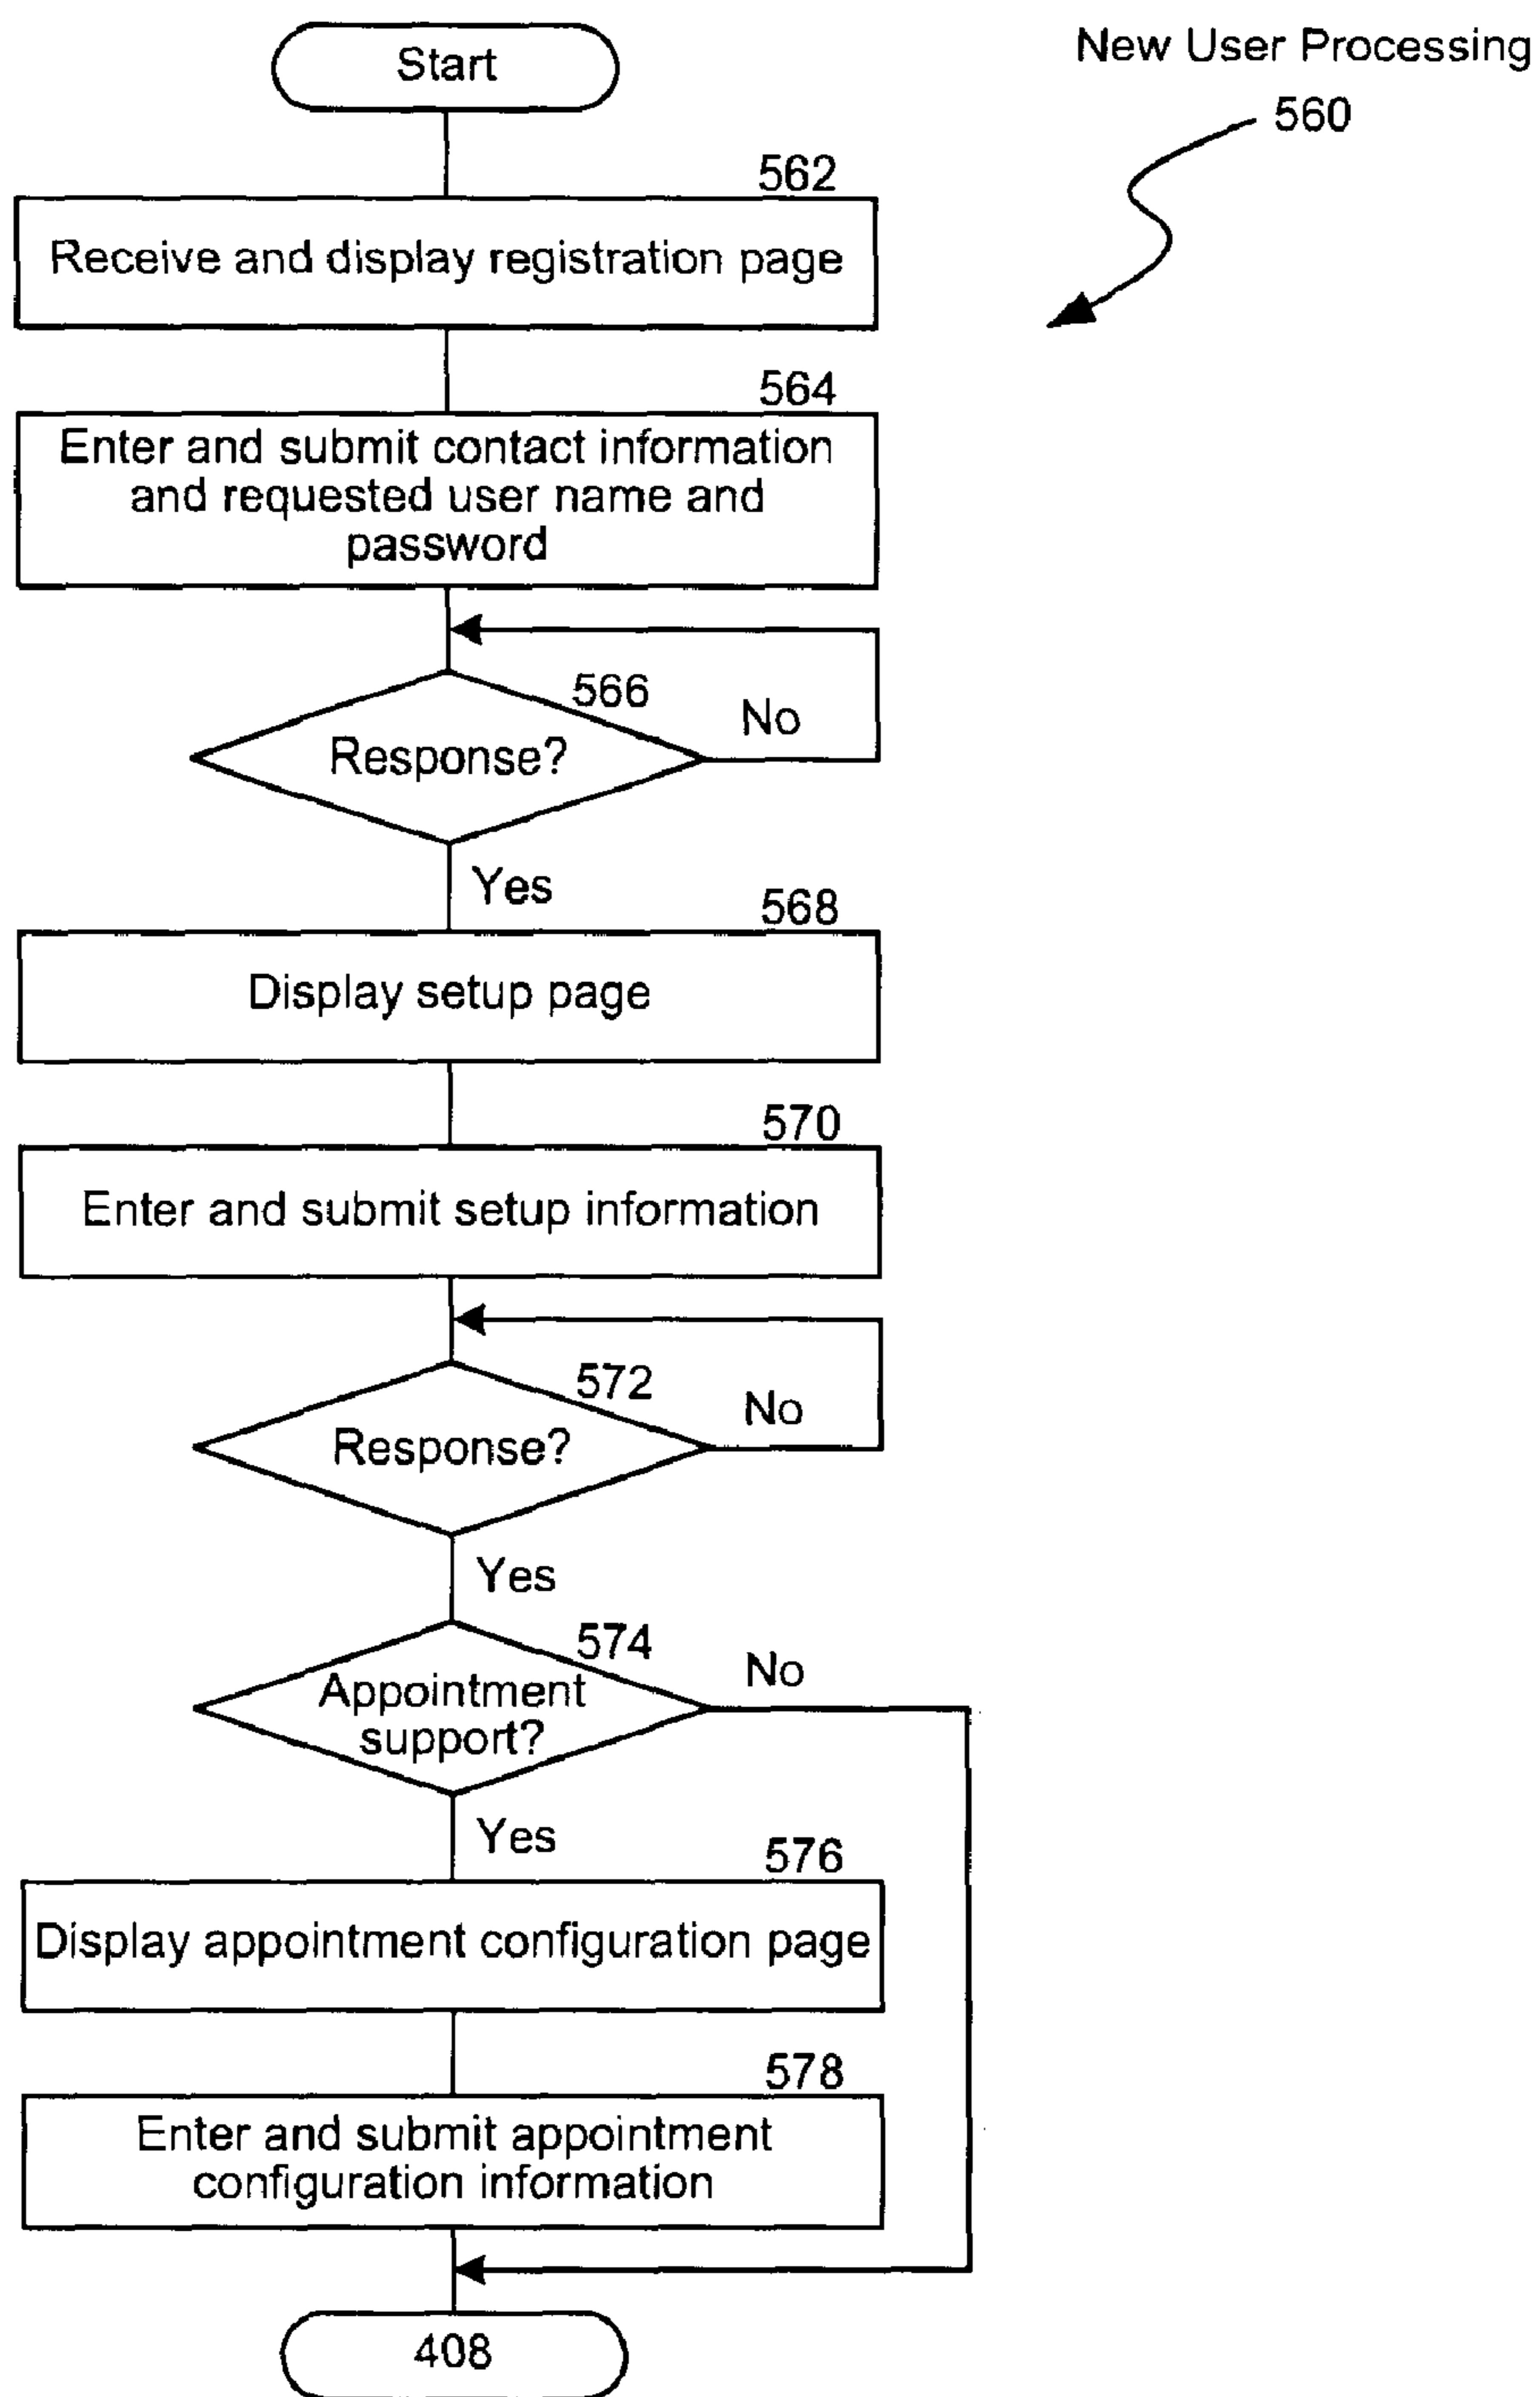 Start
New User Processing
560
562
Receive and display registration page
564
Enter and submit contact information
and requested user name and
password
566
No
Response?
Yes
568
Display setup page
570
Enter and submit setup information
572
No
Response?
Yes
574
No
Appointment
support?
Yes
576
Display appointment configuration page
578
Enter and submit appointment
configuration information
408